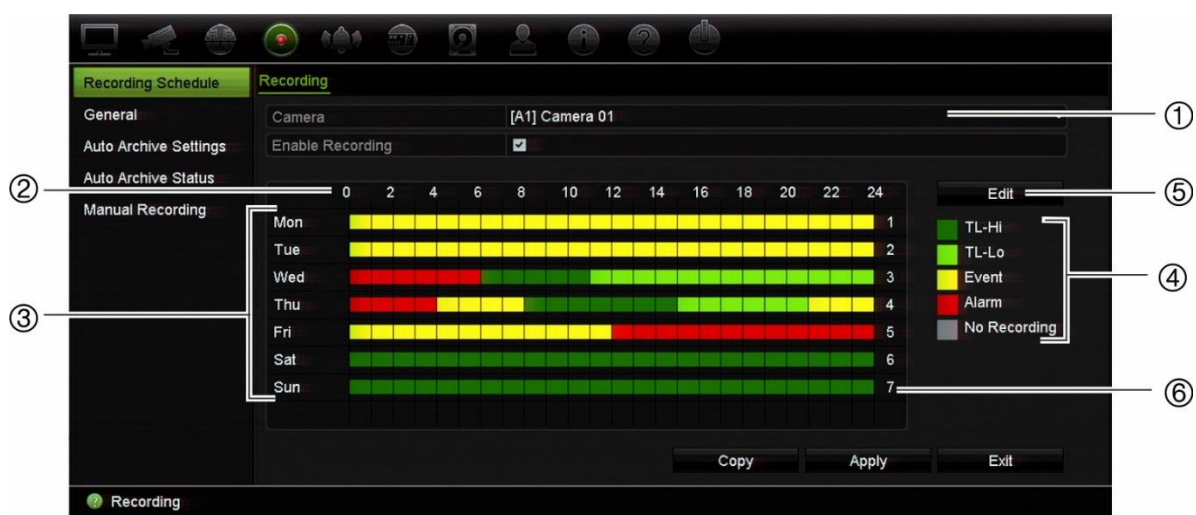 Recording Schedule
Recording
General
Camera
[A1] Camera 01
①
Auto Archive Settings
Enable Recording
Auto Archive Status
②
0 2 4 6 8 10 12 14 16 18 20 22 24
Edit
⑤
Manual Recording
Mon
1
TL-Hi
Tue
2
TL-Lo
Wed
3
Event
④
③
Thu
4
Alarm
Fri
5
No Recording
Sat
6
Sun
7
⑥
Copy
Apply
Exit
? Recording